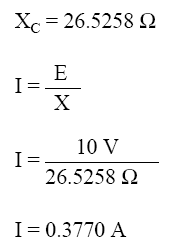 X_C = 26.5258 Ω
I = E / X
I = 10 V / 26.5258 Ω
I = 0.3770 A